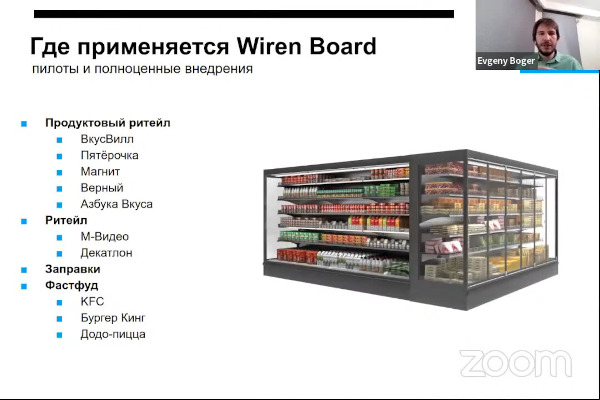 Где применяется Wiren Board
пилоты и полноценные внедрения
Evgeny Boger
Продуктовый ритейл
ВкусВилл
Пятёрочка
Магнит
Верный
Азбука Вкуса
Ритейл
М-Видео
Декатлон
Заправки
Фастфуд
KFC
Бургер Кинг
Додо-пицца
zoom